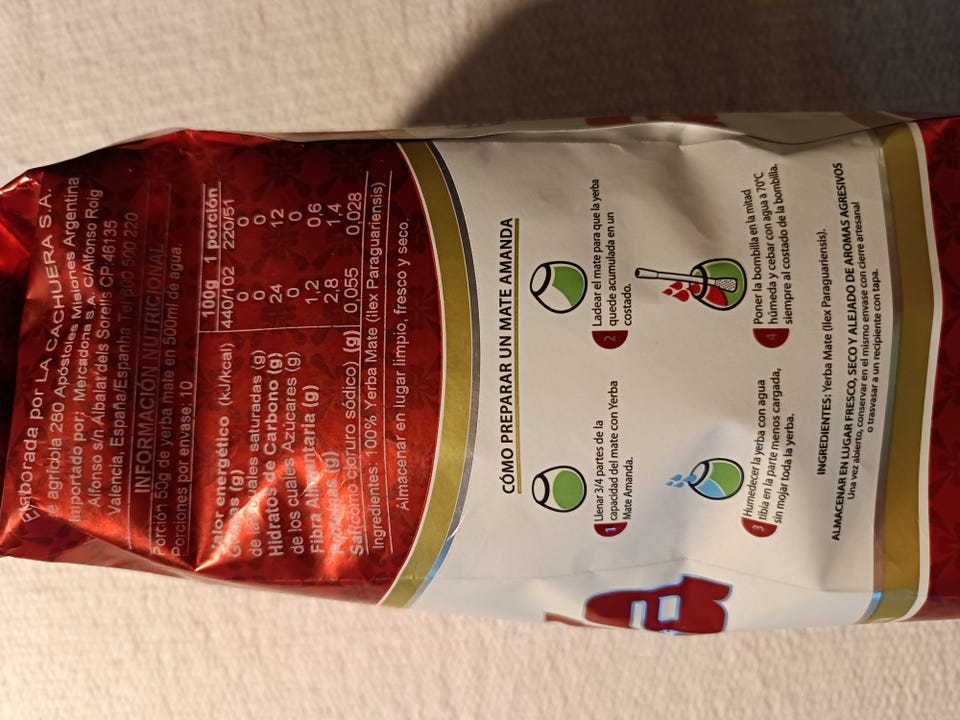 Elaborada por LA CACHUERA S.A.
280 Apóstoles Misiones Argentina
Importado por: Mercadona s, A, C/Alfonso Roig
Alfonso s/n Albalat dels Sorells CP 46135
Valencia, España/Espanha Tel 800 500 220
INFORMACIÓN NUTRICIONAL
Porción 50g de yerba mate en 500ml de agua.
Porciones por envase: 10
100g 1 porción
Valor energético (kJ/kcal) 440/102 220/51
Grasas (g) 0 0
de las cuales saturadas (g) 0 0
Hidratos de Carbono (g) 24 12
de los cuales Azúcares (g) 0 0
Fibra Alimentaria (g) 1,2 0,6
(g) 2,8 1,4
Sal (como cloruro sódico) (g) 0,055 0,028
Ingredientes: 100% Yerba Mate (Ilex Paraguariensis)
Almacenar en lugar limpio, fresco y seco.
CÓMO PREPARAR UN MATE AMANDA
1 Llenar 3/4 partes de la
capacidad del mate con Yerba
Mate Amanda.
2 Ladear el mate para que la yerba
quede acumulada en un
costado.
3 Humedecer la yerba con agua
tibia en la parte menos cargada,
sin mojar toda la yerba.
4 Poner la bombilla en la mitad
húmeda y cebar con agua a 70°C,
siempre al costado de la bombilla.
INGREDIENTES: Yerba Mate (Ilex Paraguariensis).
ALMACENAR EN LUGAR FRESCO, SECO Y ALEJADO DE AROMAS AGRESIVOS
Una vez abierto, conservar en el mismo envase con cierre artesanal
o trasvasar a un recipiente con tapa.